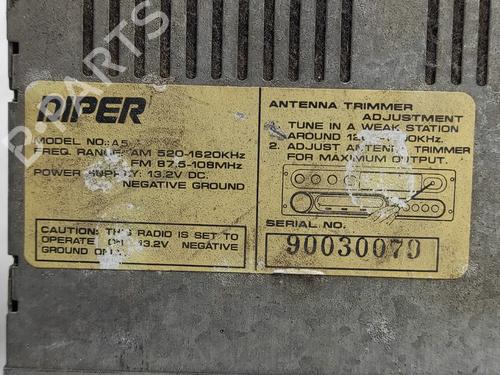 DIPER
MODEL NO.: A5
FREQ. RANGE: AM 520-1620KHz
FM 87.5-108MHz
POWER SUPPLY: 13.2V DC.
NEGATIVE GROUND
CAUTION: THIS RADIO IS SET TO
OPERATE ON 13.2V NEGATIVE
GROUND ONLY.
ANTENNA TRIMMER
ADJUSTMENT
1. TUNE IN A WEAK STATION
AROUND
2. ADJUST ANTENNA TRIMMER
FOR MAXIMUM OUTPUT.
SERIAL NO.
90030079
B-PARTS